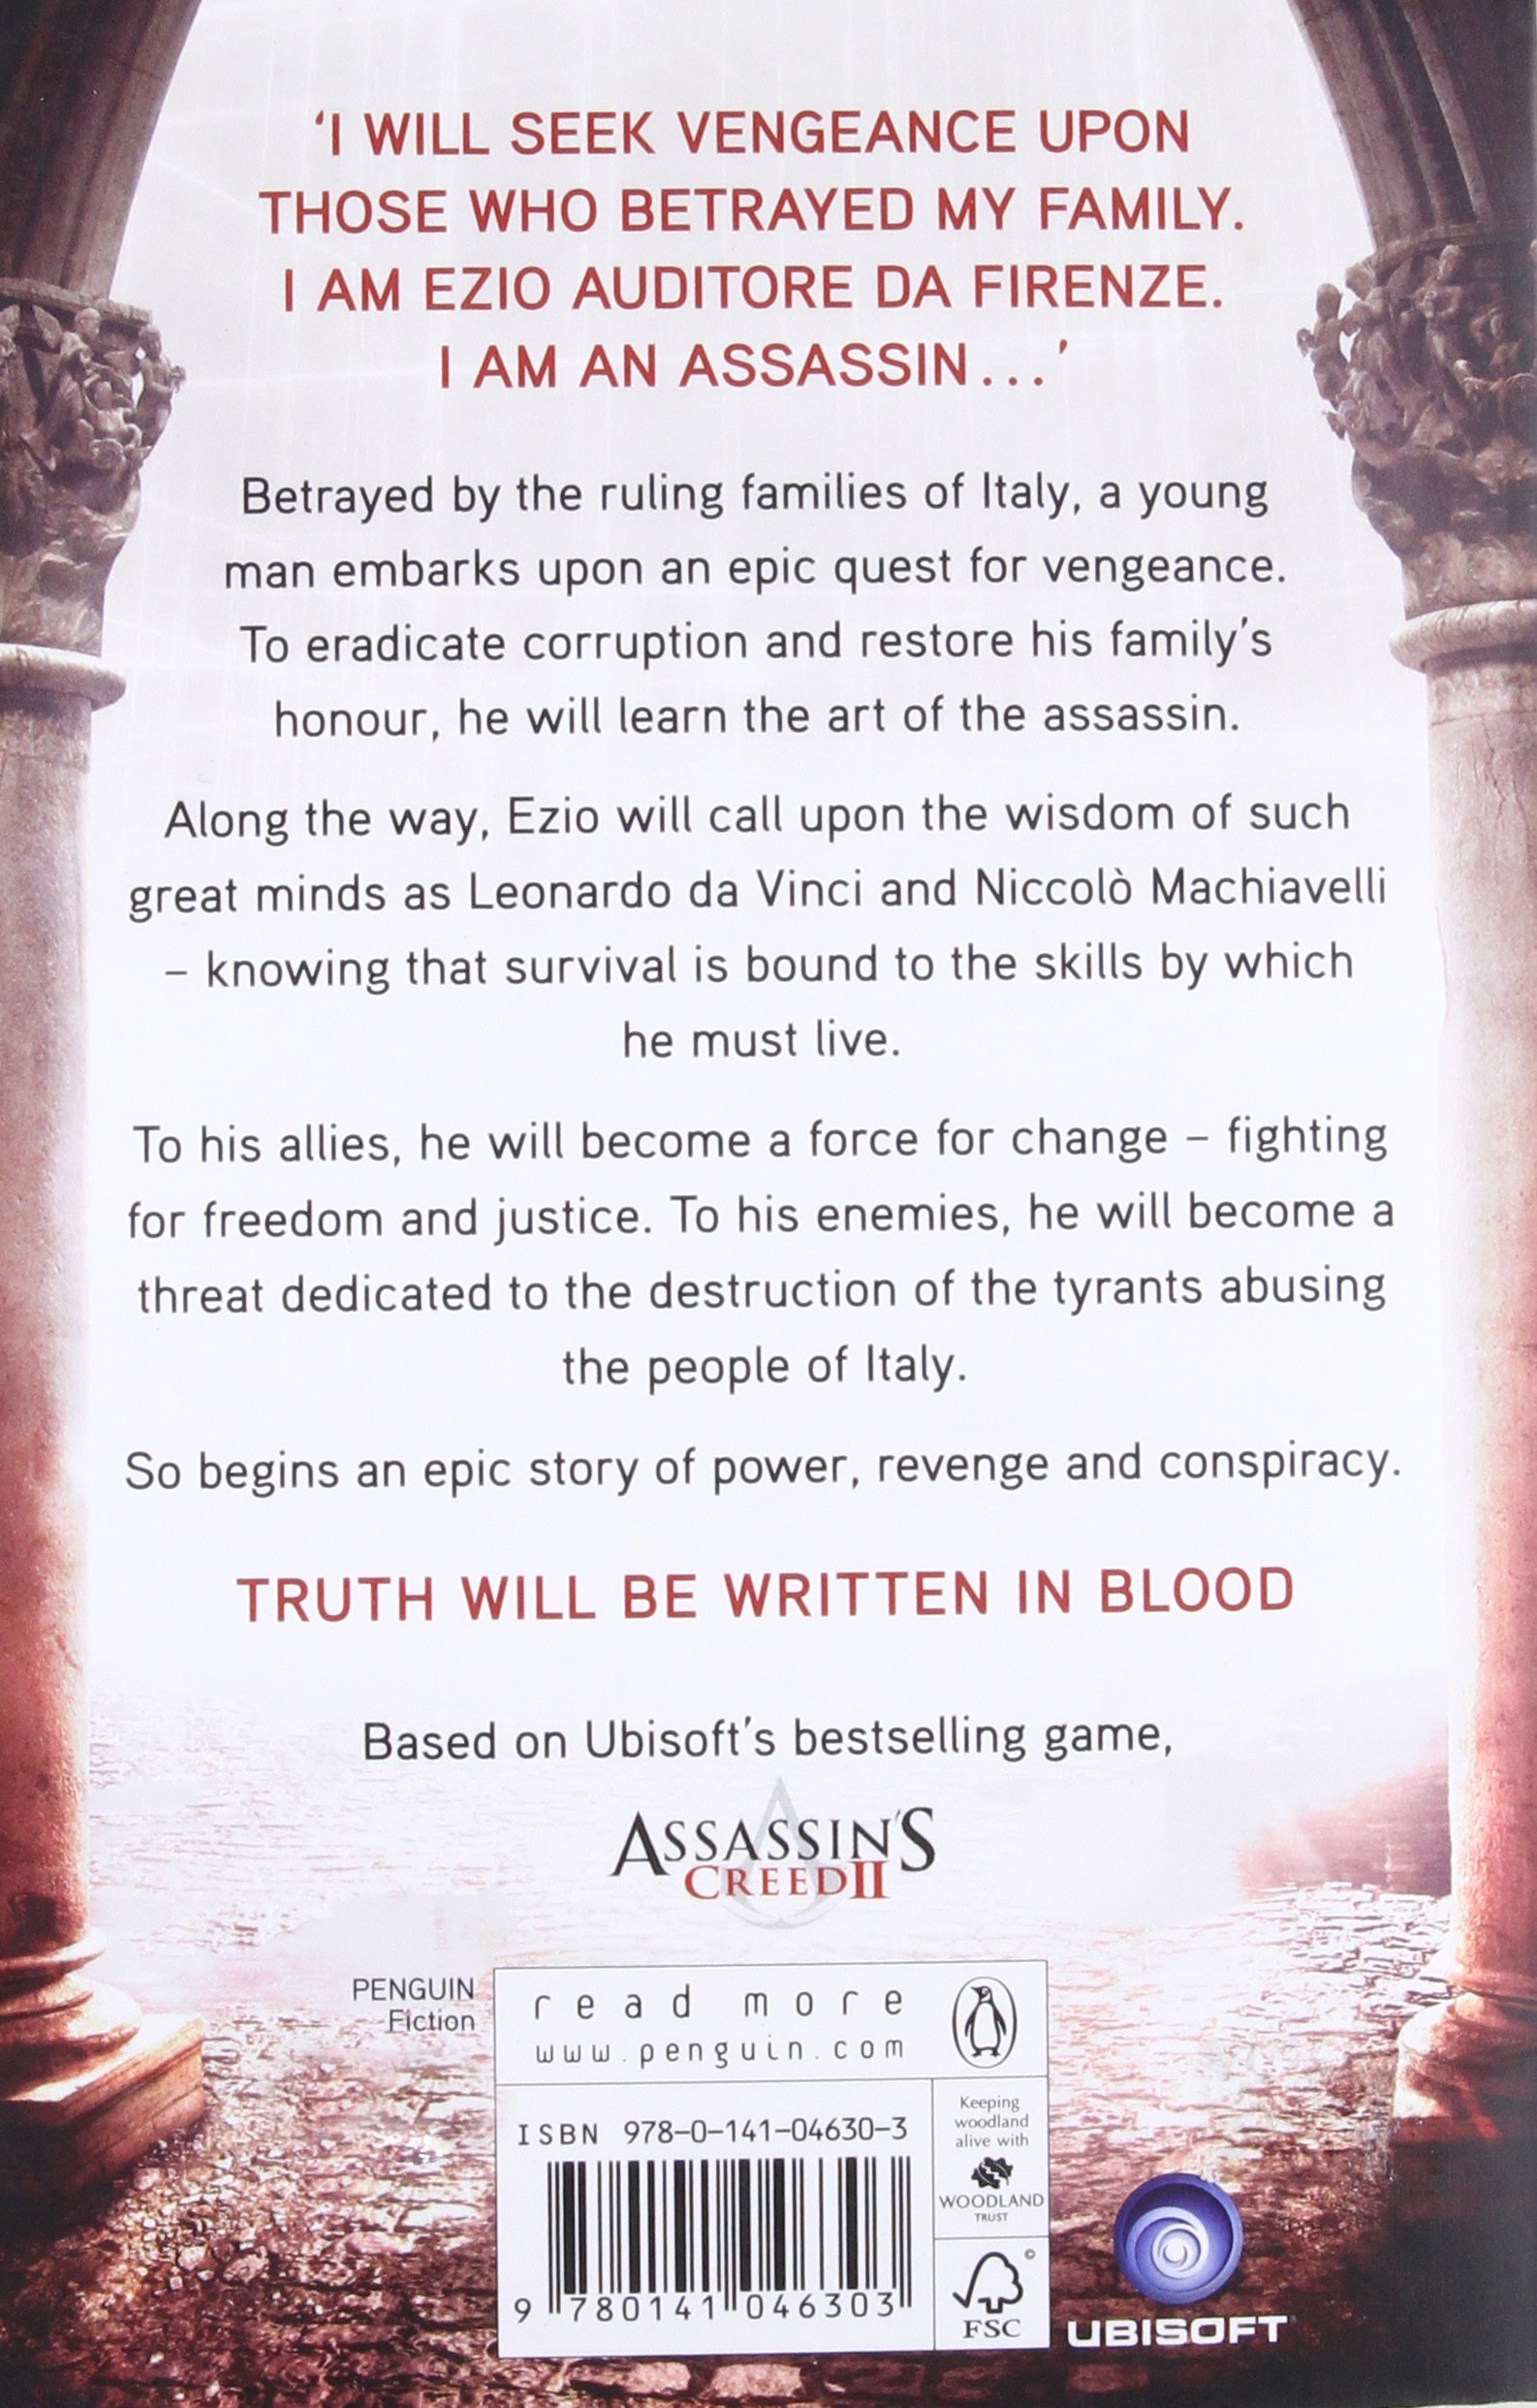 ‘I WILL SEEK VENGEANCE UPON
THOSE WHO BETRAYED MY FAMILY.
I AM EZIO AUDITORE DA FIRENZE.
I AM AN ASSASSIN...’
Betrayed by the ruling families of Italy, a young
man embarks upon an epic quest for vengeance.
To eradicate corruption and restore his family’s
honour, he will learn the art of the assassin.
Along the way, Ezio will call upon the wisdom of such
great minds as Leonardo da Vinci and Niccolò Machiavelli
– knowing that survival is bound to the skills by which
he must live.
To his allies, he will become a force for change – fighting
for freedom and justice. To his enemies, he will become a
threat dedicated to the destruction of the tyrants abusing
the people of Italy.
So begins an epic story of power, revenge and conspiracy.
TRUTH WILL BE WRITTEN IN BLOOD
Based on Ubisoft’s bestselling game,
ASSASSIN’S
CREED II
PENGUIN
Fiction
read more
www.penguin.com
ISBN 978-0-141-04630-3
9 780141 046303
Keeping
woodland
alive with
WOODLAND
TRUST
©
FSC
UBISOFT